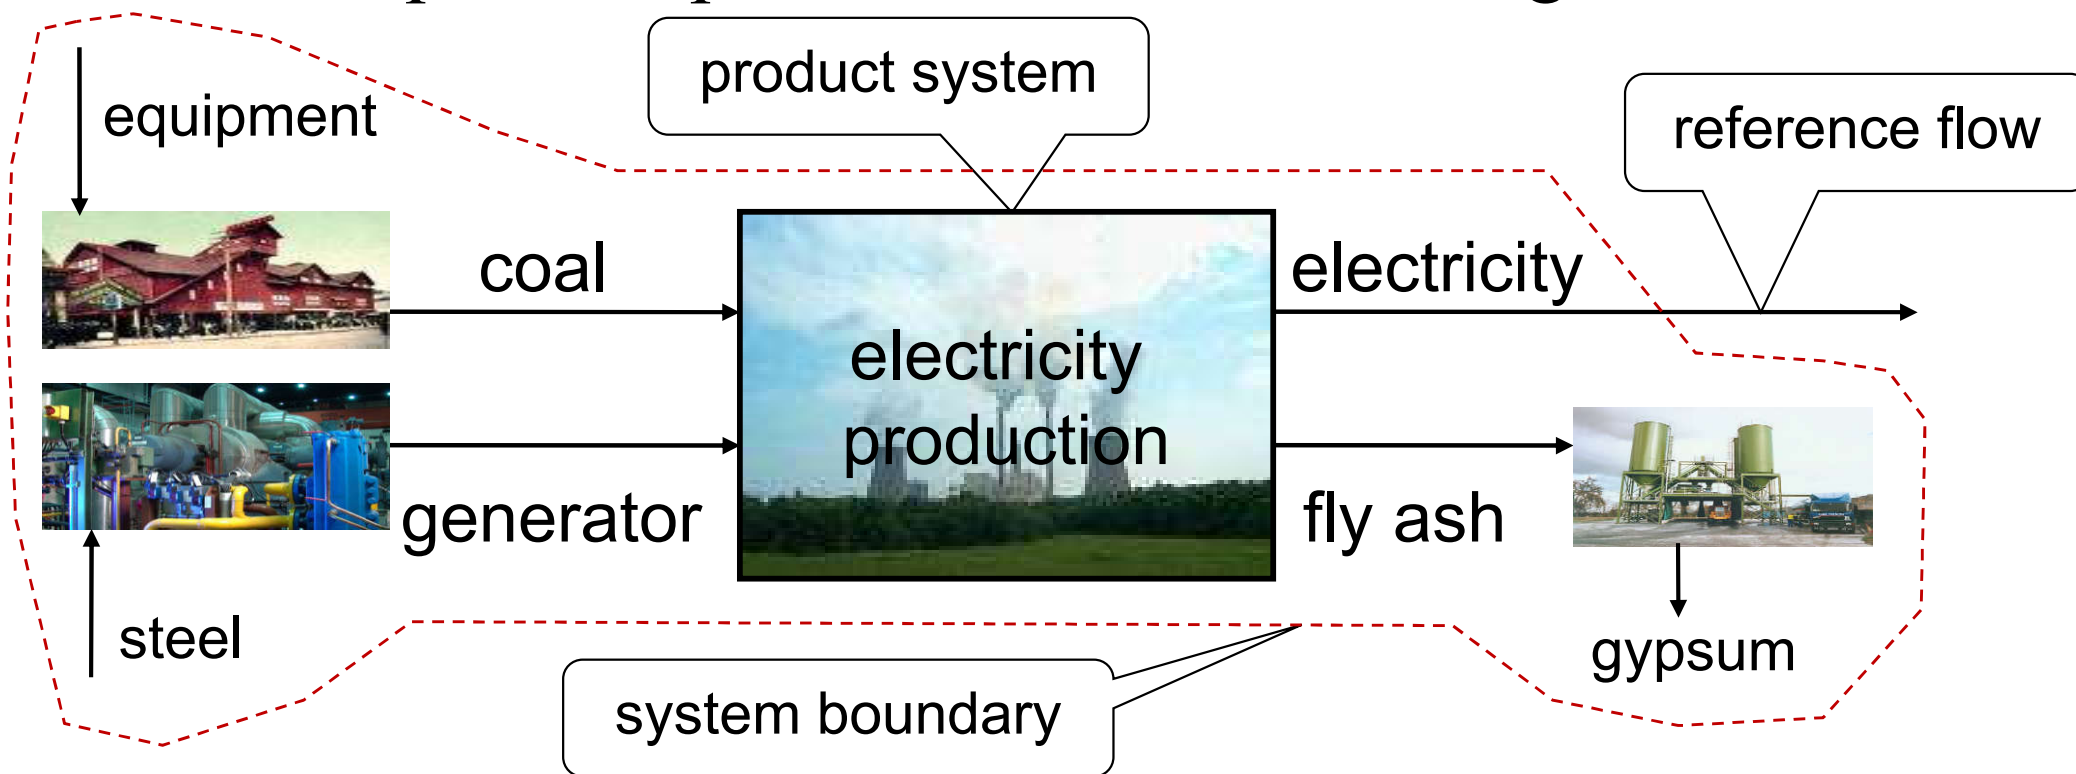 product system
reference flow
equipment
coal
electricity
electricity
production
generator
fly ash
steel
gypsum
system boundary